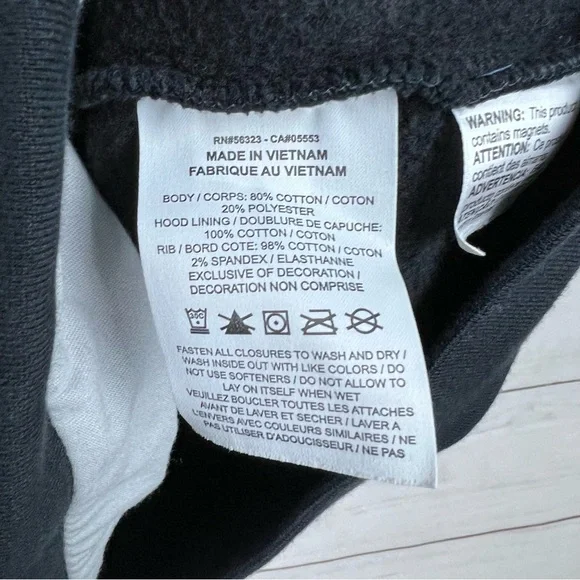 RN#56323 - CA#05553
MADE IN VIETNAM
FABRIQUE AU VIETNAM
BODY / CORPS: 80% COTTON / COTON
20% POLYESTER
HOOD LINING / DOUBLURE DE CAPUCHE:
100% COTTON / COTON
RIB / BORD COTE: 98% COTTON / COTON
2% SPANDEX / ELASTHANNE
EXCLUSIVE OF DECORATION /
DECORATION NON COMPRISE
30C
FASTEN ALL CLOSURES TO WASH AND DRY /
WASH INSIDE OUT WITH LIKE COLORS / DO
NOT USE SOFTENERS / DO NOT ALLOW TO
LAY ON ITSELF WHEN WET
VEUILLEZ BOUCLER TOUTES LES ATTACHES
AVANT DE LAVER ET SECHER / LAVER A
L'ENVERS AVEC COULEURS SIMILAIRES / NE
PAS UTILISER D'ADOUCISSEUR / NE PAS
WARNING: This
contains magnets.
ATTENTION: Ce
contient des